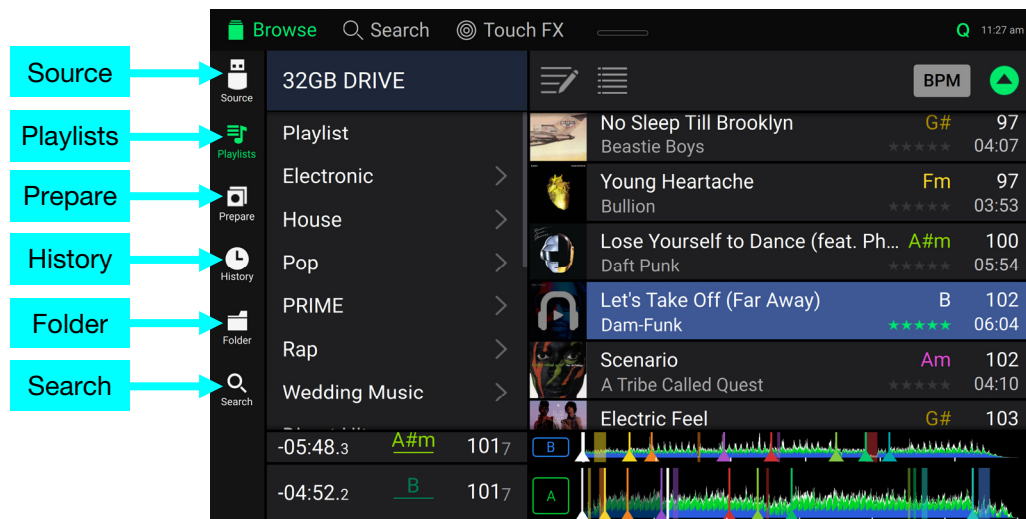 Browse Search Touch FX Q 11:27 am
Source
Playlists
Prepare
History
Folder
Search
Source
Playlists
Prepare
History
Folder
Search
32GB DRIVE
Playlist
Electronic
House
Pop
PRIME
Rap
Wedding Music
BPM
No Sleep Till Brooklyn G# 97
Beastie Boys 04:07
Young Heartache Fm 97
Bullion 03:53
Lose Yourself to Dance (feat. Ph... A#m 100
Daft Punk 05:54
Let's Take Off (Far Away) B 102
Dam-Funk 06:04
Scenario Am 102
A Tribe Called Quest 04:10
Electric Feel G# 103
-05:48.3 A#m 1017 B
-04:52.2 B 1017 A